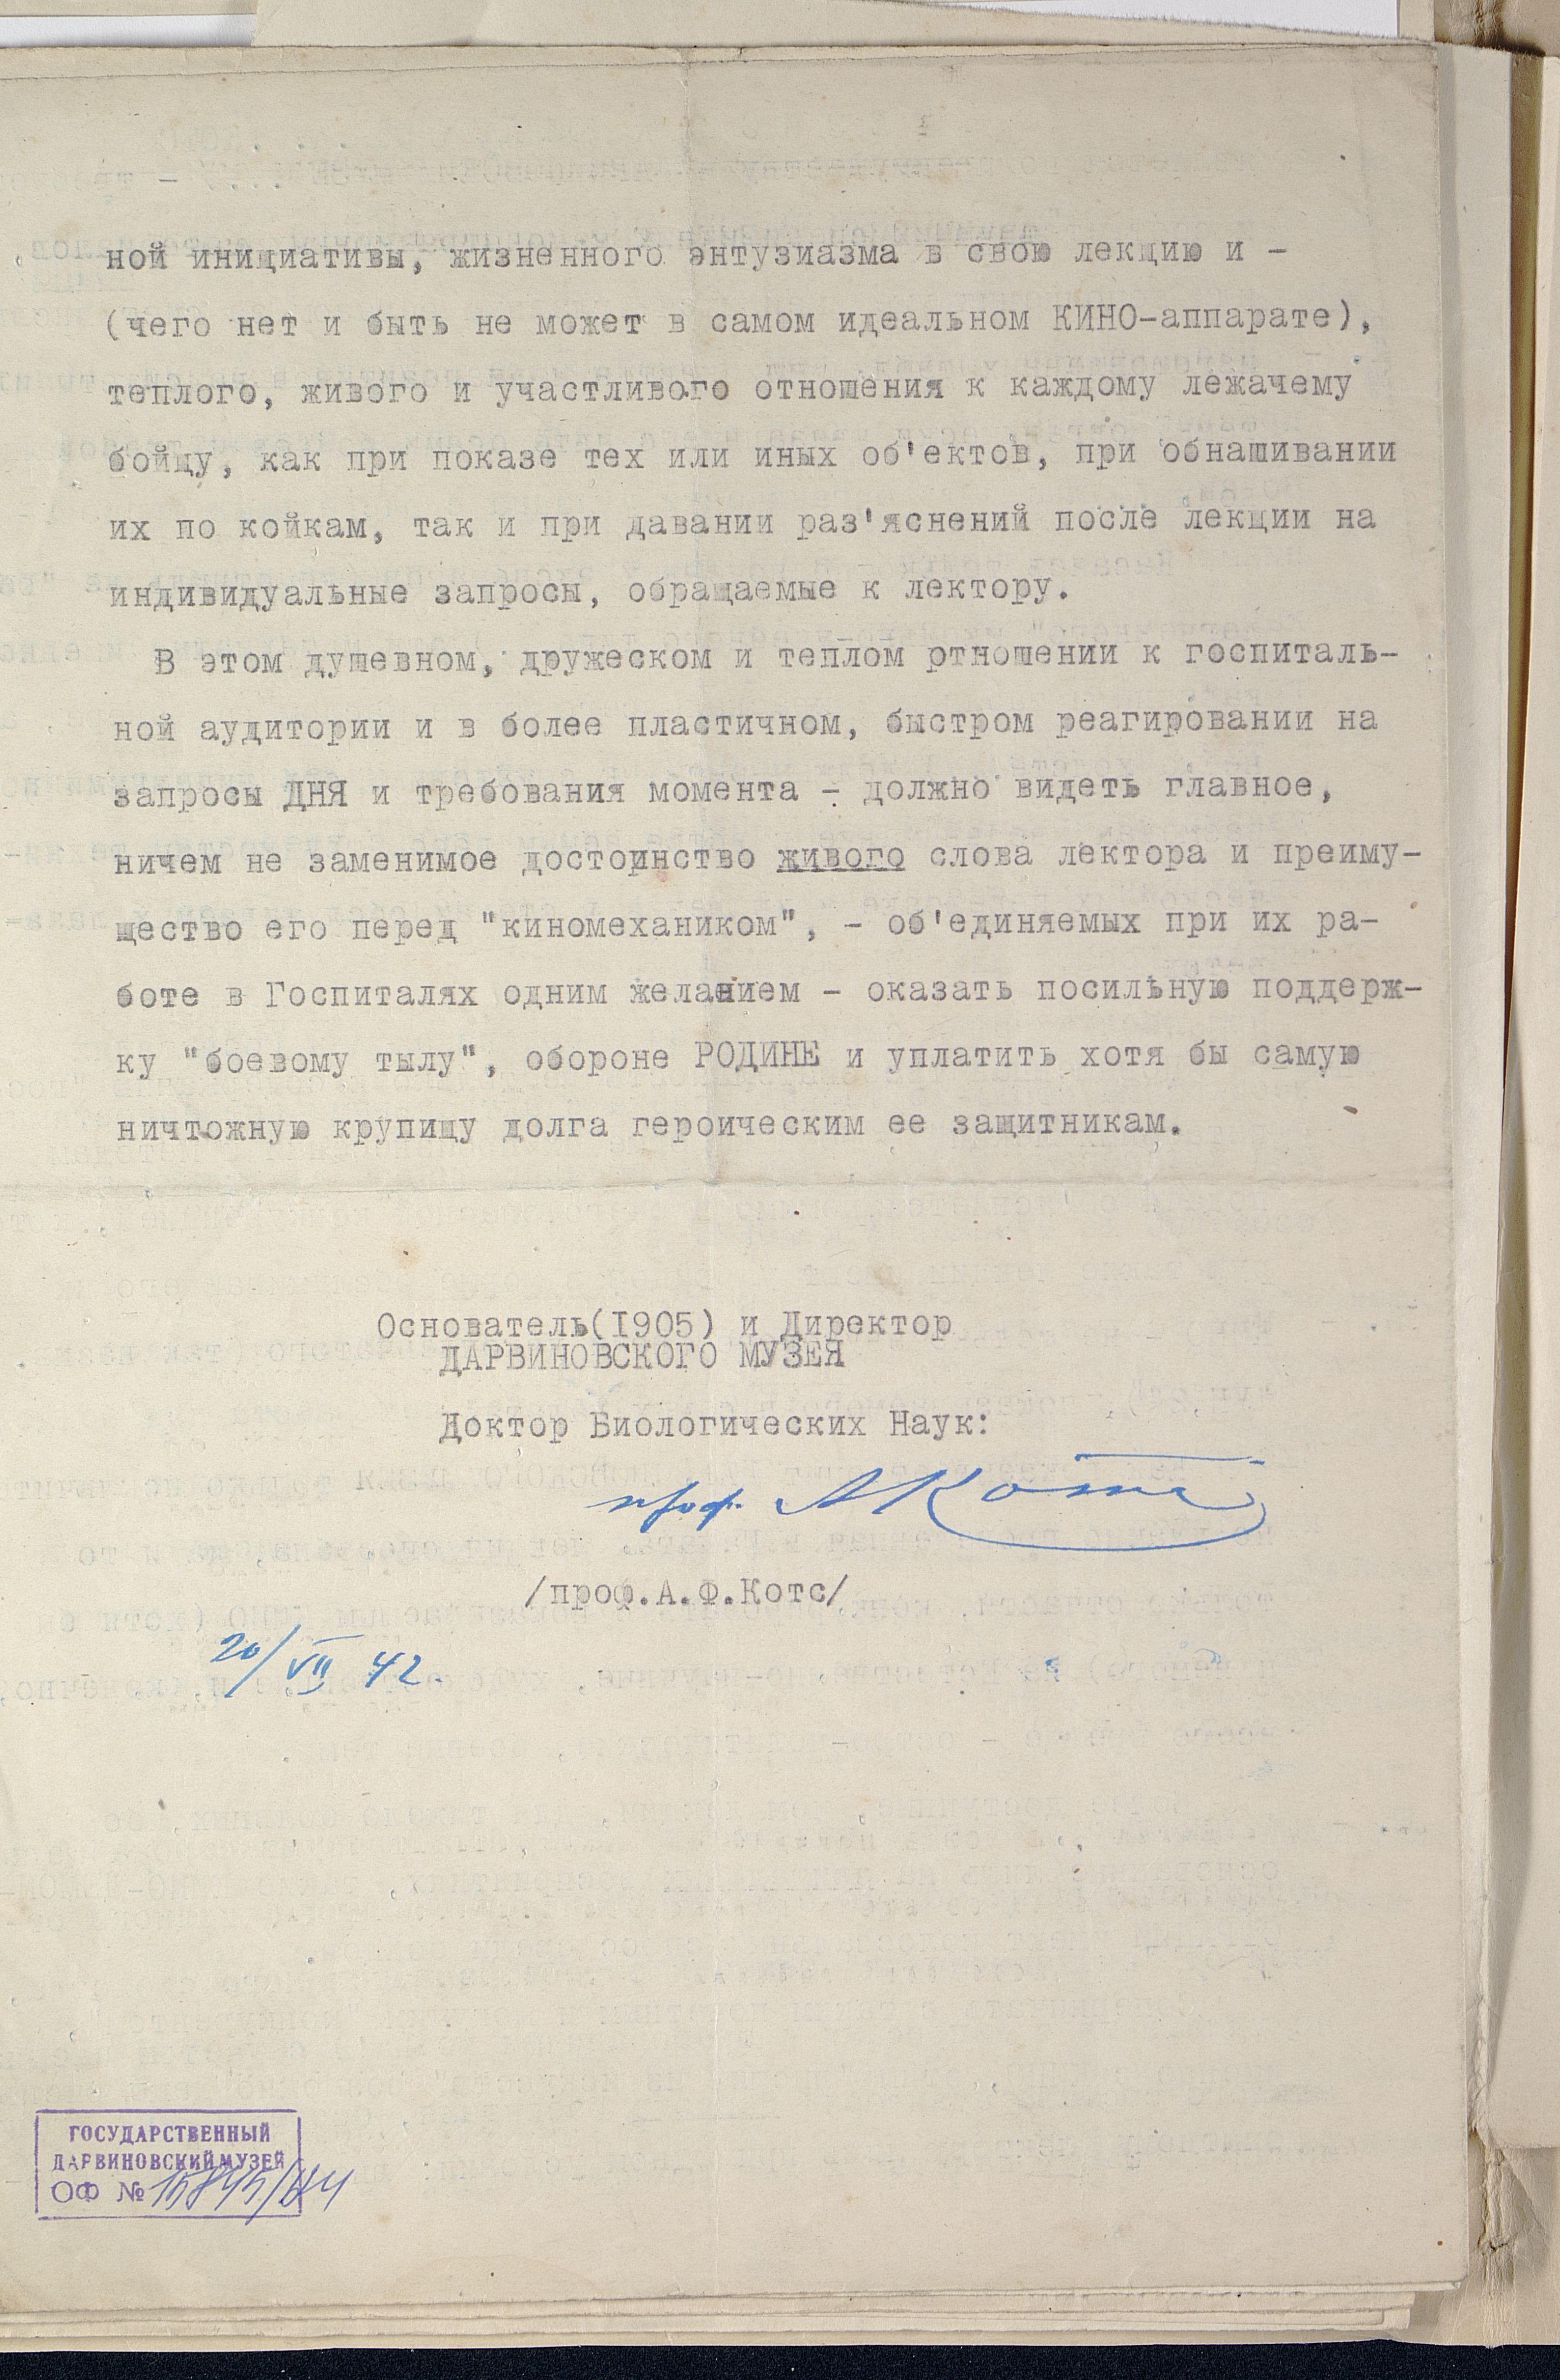 ной инициативы, жизненного энтузиазма в свою лекцию и -
(чего нет и быть не может в самом идеальном КИНО-аппарате),
теплого, живого и участливого отношения к каждому лежачему
бойцу, как при показе тех или иных об'ектов, при обнашивании
их по койкам, так и при давании раз'яснений после лекции на
индивидуальные запросы, обращаемые к лектору.
В этом душевном, дружеском и теплом ртношении к госпиталь-
ной аудитории и в более пластичном, быстром реагировании на
запросы ДНЯ и требования момента - должно видеть главное,
ничем не заменимое достоинство живого слова лектора и преиму-
щество его перед "киномехаником", - об'единяемых при их ра-
боте в Госпиталях одним желанием - оказать посильную поддерж-
ку "боевому тылу", обороне РОДИНЕ и уплатить хотя бы самую
ничтожную крупицу долга героическим ее защитникам.
Основатель(I905) и Директор
ДАРВИНОВСКОГО МУЗЕЯ
Доктор Биологических Наук:
проф. А Котс
/проф.А.Ф.Котс/
20/VII 42.
ГОСУДАРСТВЕННЫЙ
ДАРВИНОВСКИЙ МУЗЕЙ
ОФ №